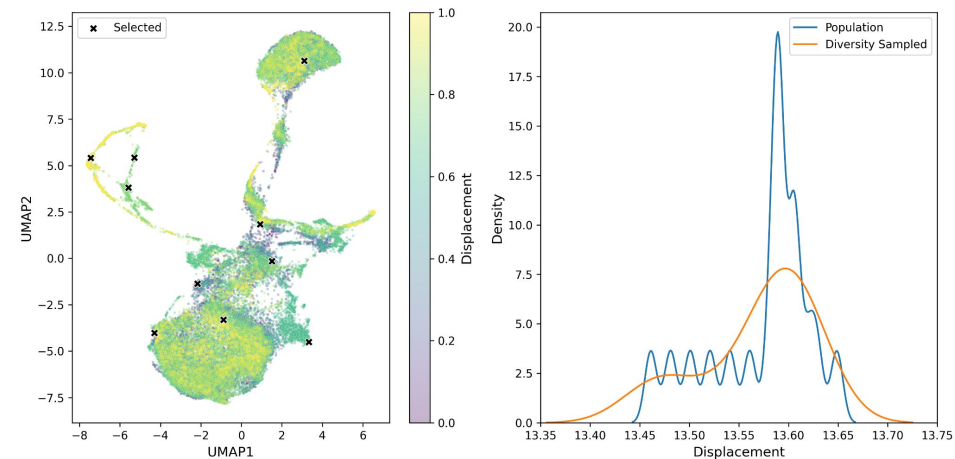 Selected
12.5
10.0
7.5
5.0
2.5
0.0
−2.5
−5.0
−7.5
UMAP2
−8 −6 −4 −2 0 2 4 6
UMAP1
1.0
0.8
0.6
0.4
0.2
0.0
Displacement
Population
Diversity Sampled
20.0
17.5
15.0
12.5
10.0
7.5
5.0
2.5
0.0
Density
13.35 13.40 13.45 13.50 13.55 13.60 13.65 13.70 13.75
Displacement